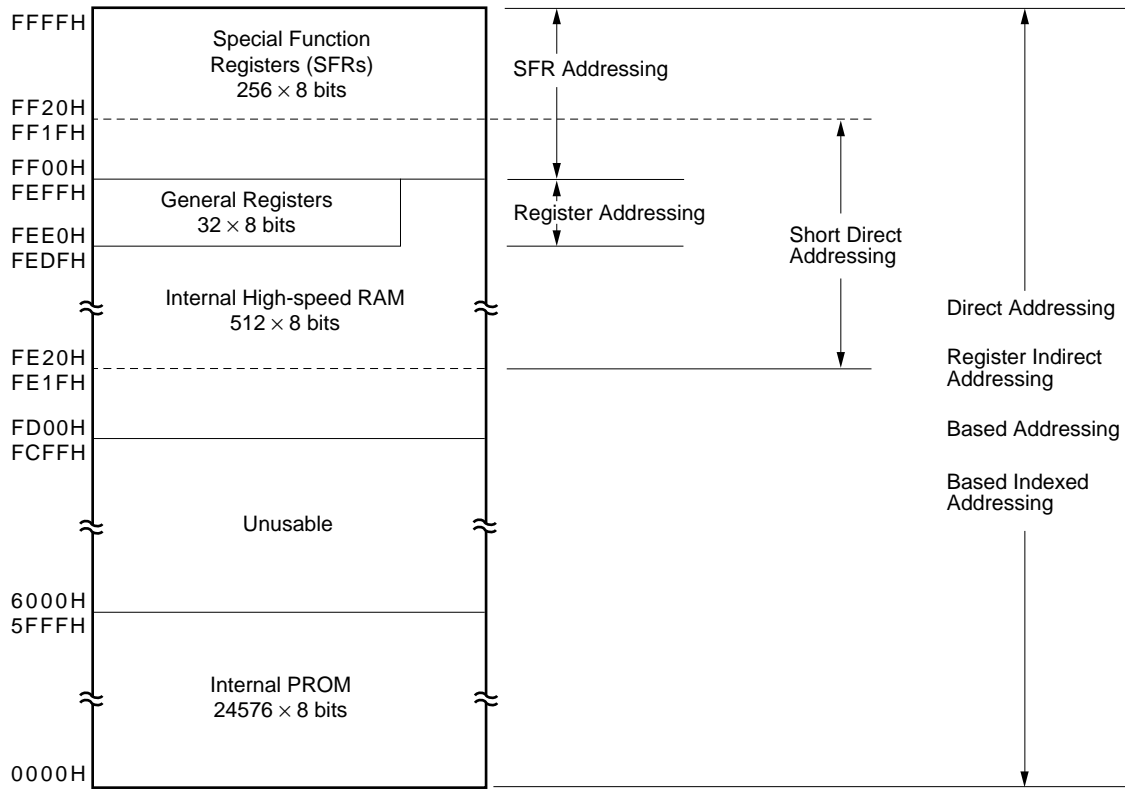 FFFFH
Special Function
Registers (SFRs)
256 × 8 bits
SFR Addressing
FF20H
FF1FH
FF00H
FEFFH
General Registers
32 × 8 bits
Register Addressing
FEE0H
FEDFH
Short Direct
Addressing
Internal High-speed RAM
512 × 8 bits
Direct Addressing
FE20H
FE1FH
Register Indirect
Addressing
FD00H
FCFFH
Based Addressing
Based Indexed
Addressing
Unusable
6000H
5FFFH
Internal PROM
24576 × 8 bits
0000H